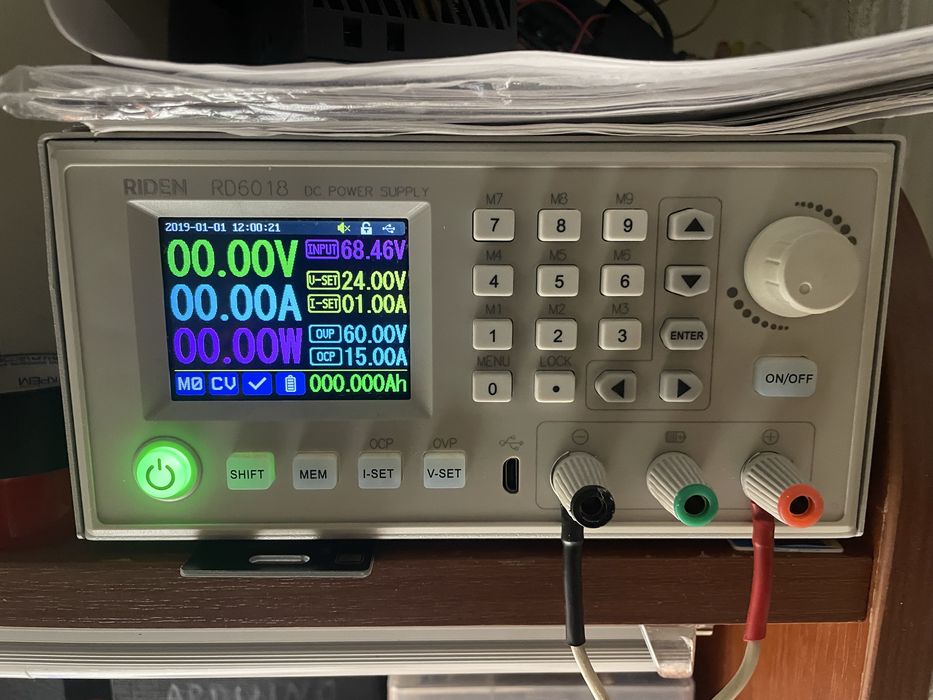 RIDEN RD6018 DC POWER SUPPLY
2019-01-01 12:00:21
00.00V
INPUT 68.46V
V-SET 24.00V
00.00A
I-SET 01.00A
00.00W
OVP 60.00V
OCP 15.00A
M0 CV 000.000Ah
M7 M8 M9
7 8 9
M4 M5 M6
4 5 6
M1 M2 M3
1 2 3 ENTER
MENU LOCK
0 .
ON/OFF
OCP OVP
SHIFT MEM I-SET V-SET
ARDUINO